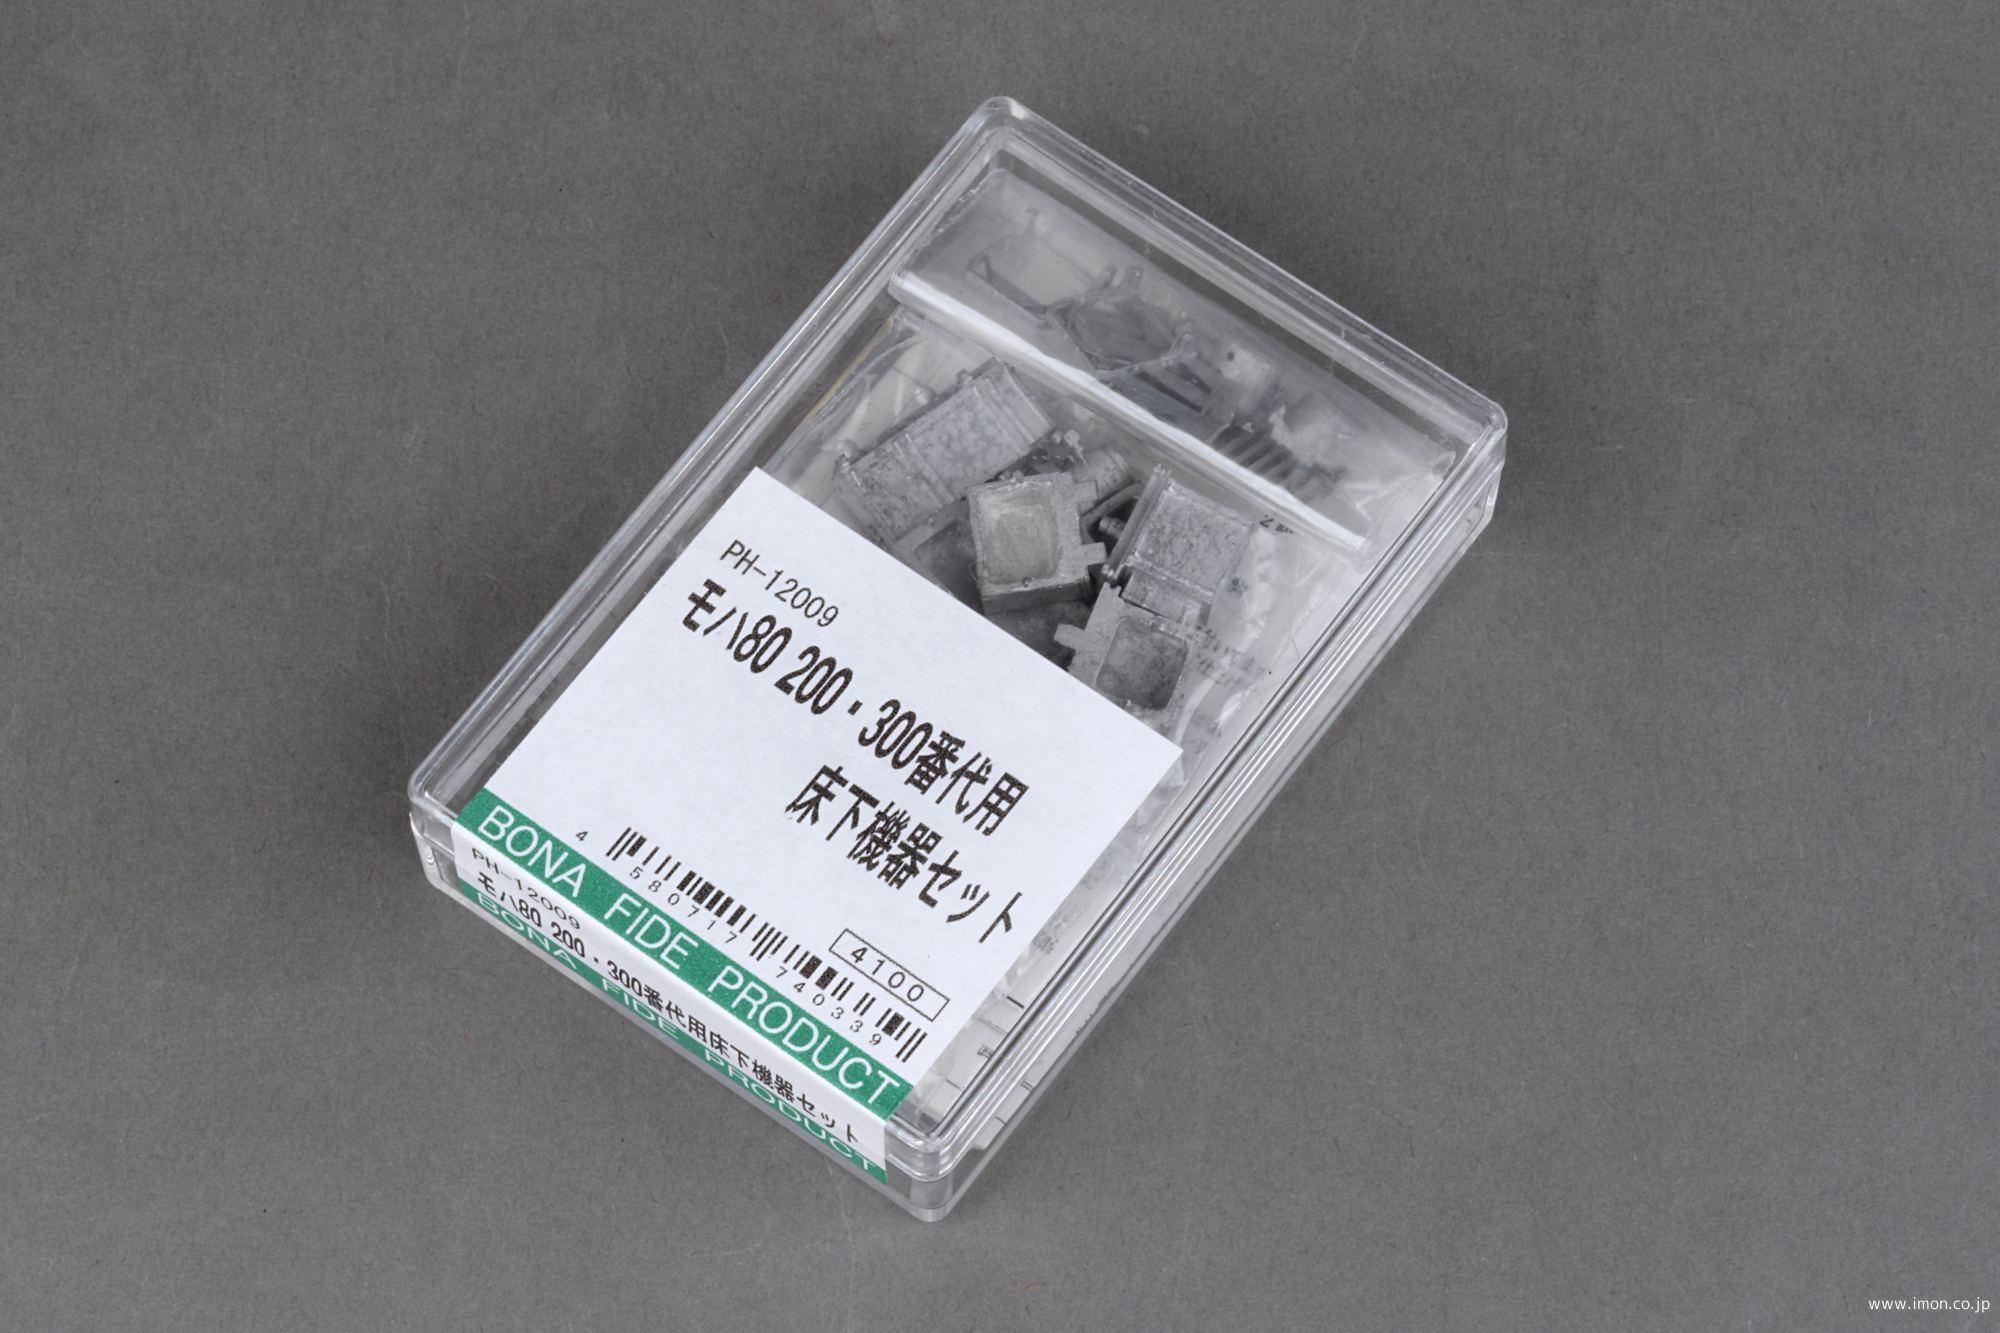 PH-12009
モハ80 200・300番代用
床下機器セット
4100
4 580717 740339
BONA FIDE PRODUCT
PH-12009
モハ80 200・300番代用床下機器セット
BONA FIDE PRODUCT
www.imon.co.jp